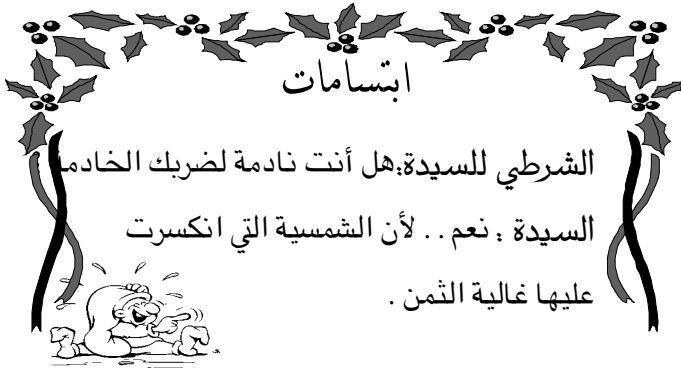 ابتسامات
الشرطي للسيدة:هل أنت نادمة لضربك الخادمة
السيدة : نعم . . لأن الشمسية التي انكسرت
عليها غالية الثمن .